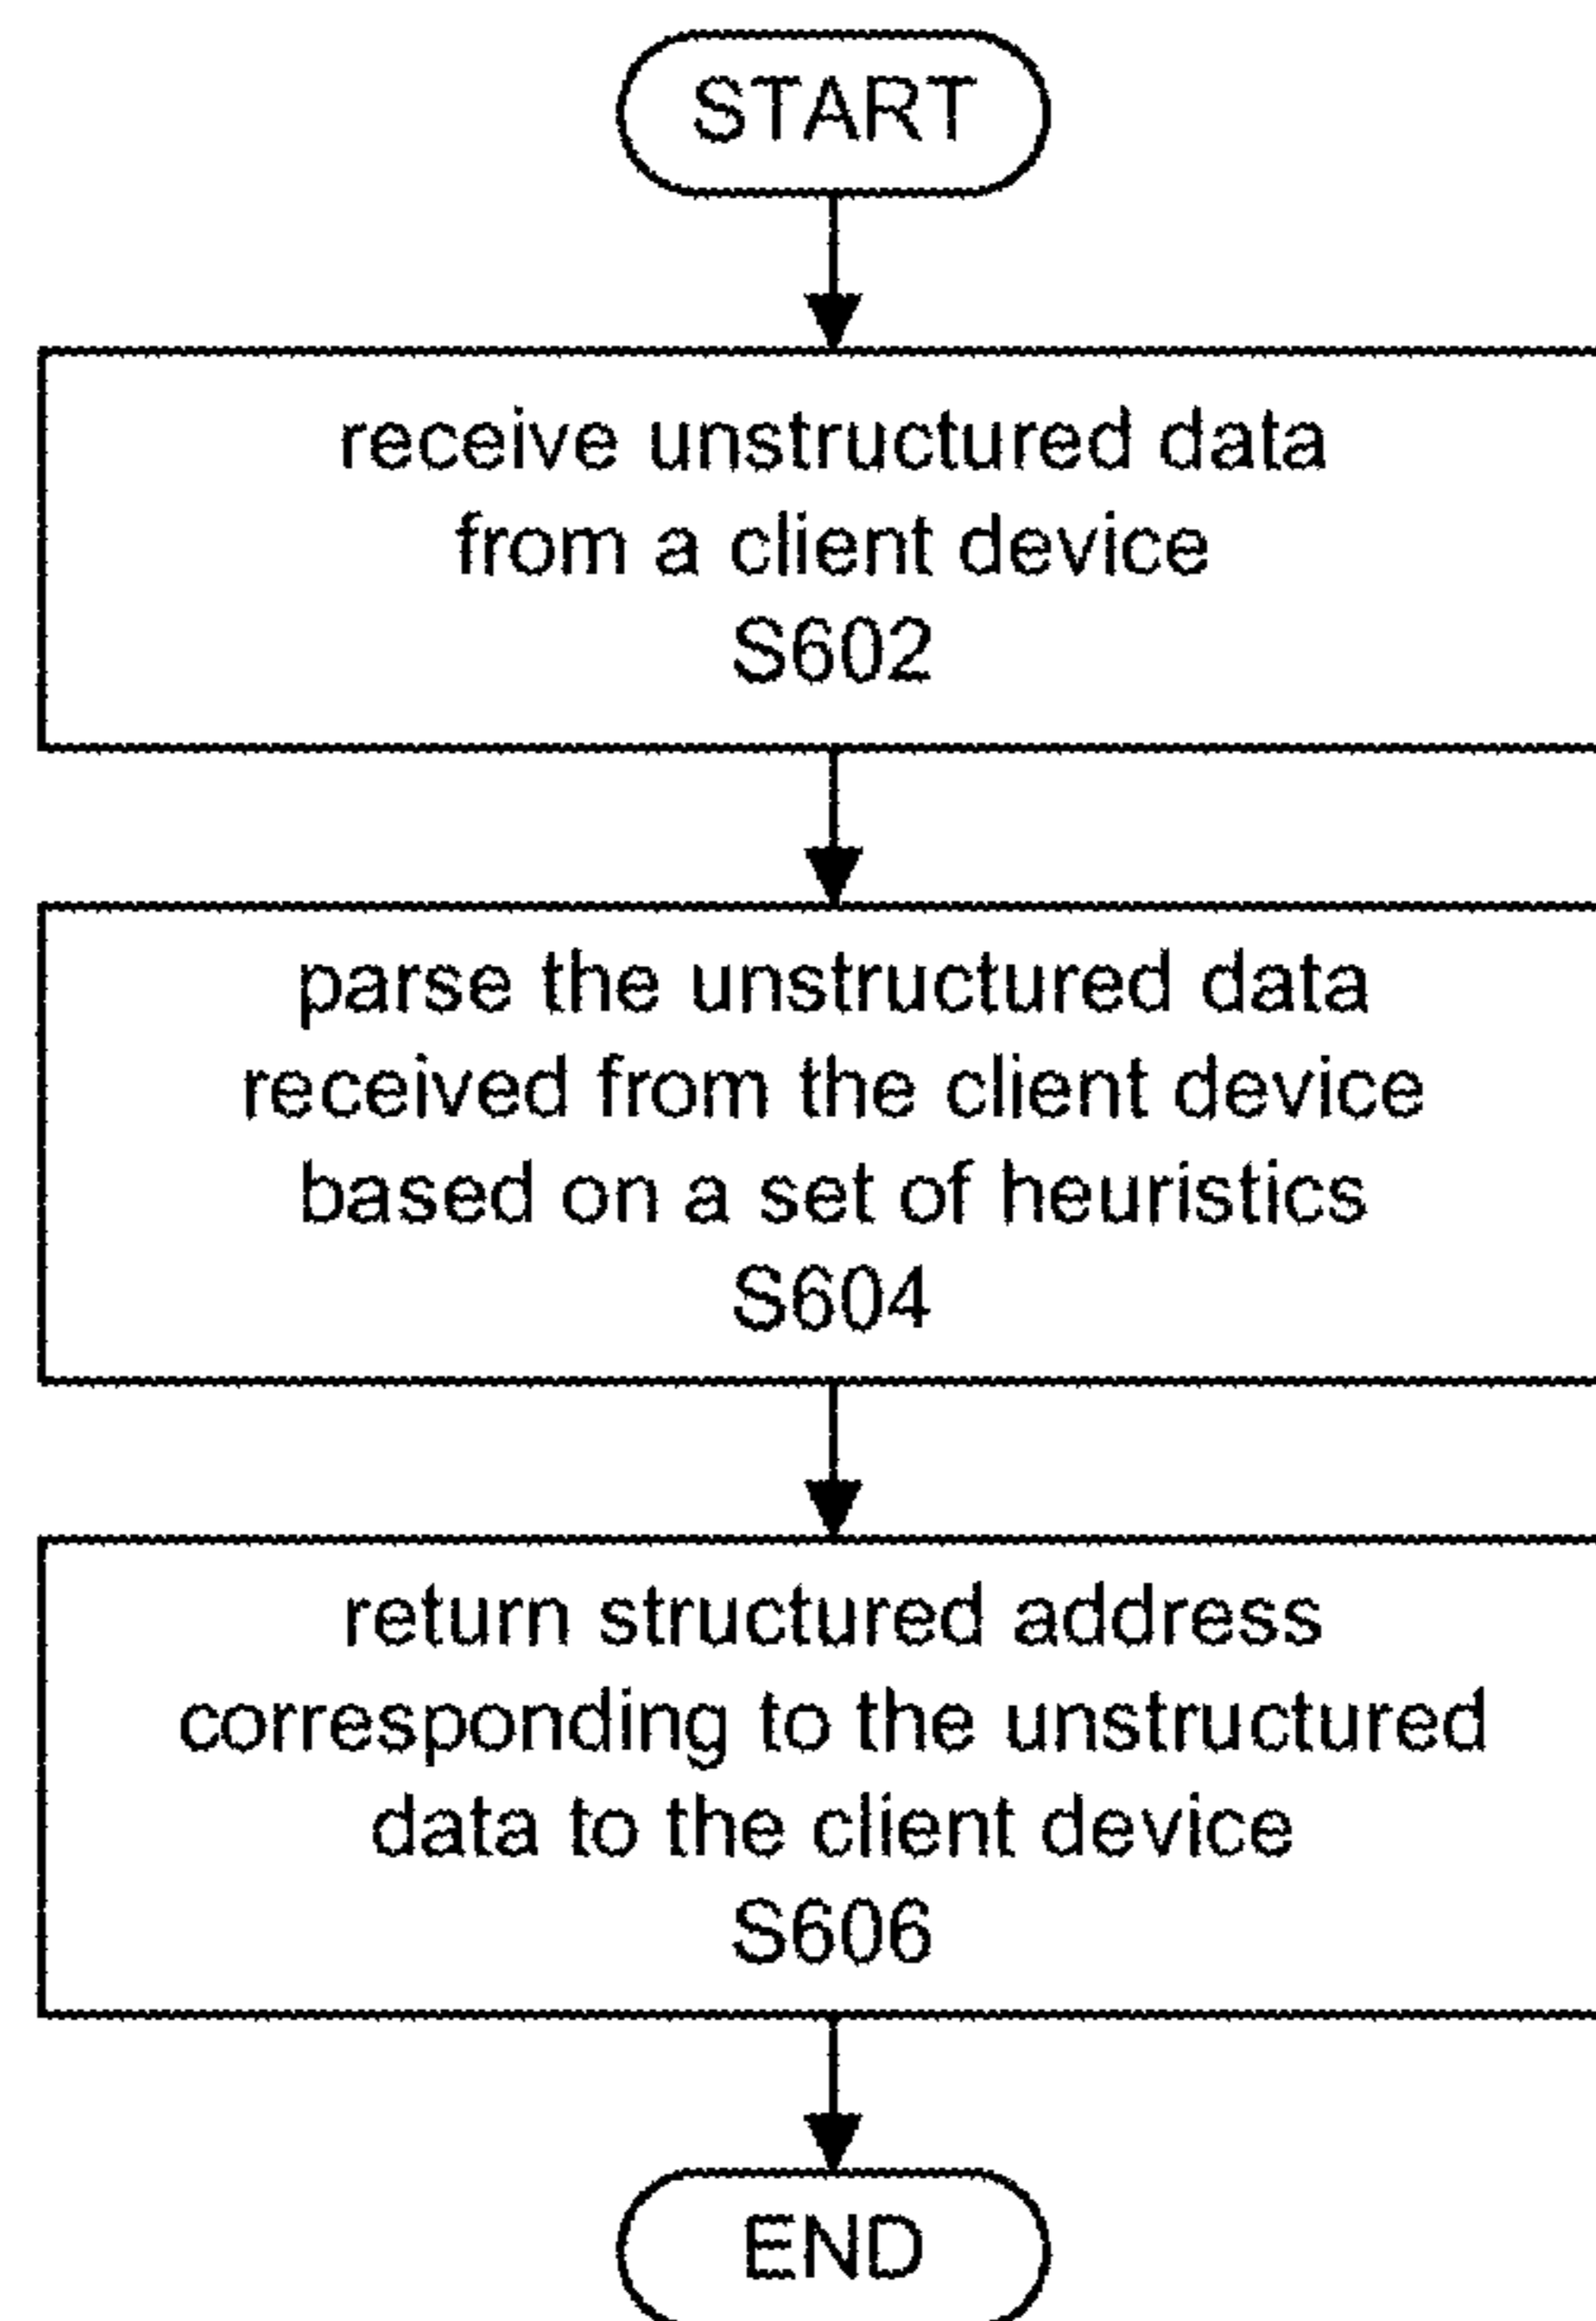 START
receive unstructured data
from a client device
S602
parse the unstructured data
received from the client device
based on a set of heuristics
S604
return structured address
corresponding to the unstructured
data to the client device
S606
END